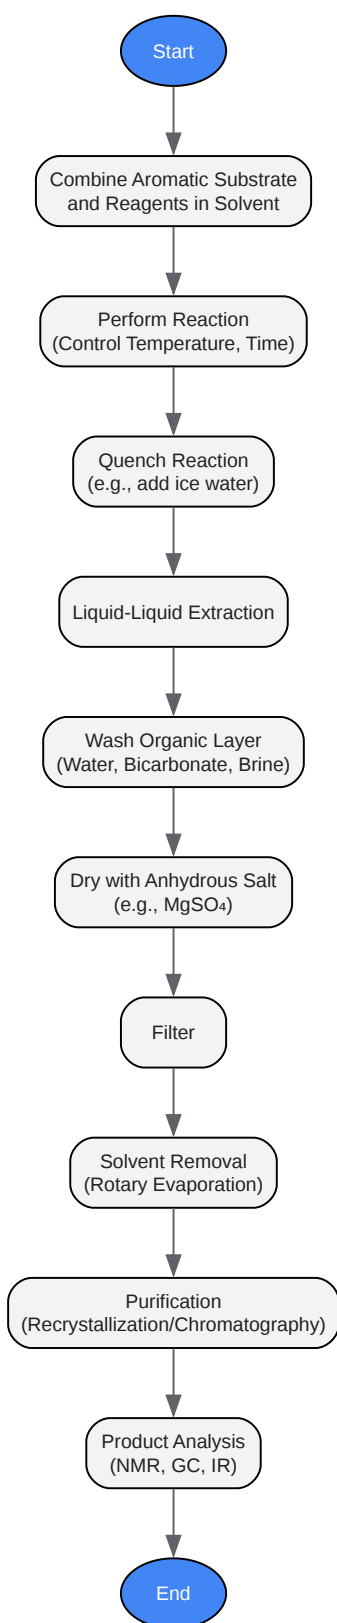 Start
Combine Aromatic Substrate
and Reagents in Solvent
Perform Reaction
(Control Temperature, Time)
Quench Reaction
(e.g., add ice water)
Liquid-Liquid Extraction
Wash Organic Layer
(Water, Bicarbonate, Brine)
Dry with Anhydrous Salt
(e.g., MgSO₄)
Filter
Solvent Removal
(Rotary Evaporation)
Purification
(Recrystallization/Chromatography)
Product Analysis
(NMR, GC, IR)
End